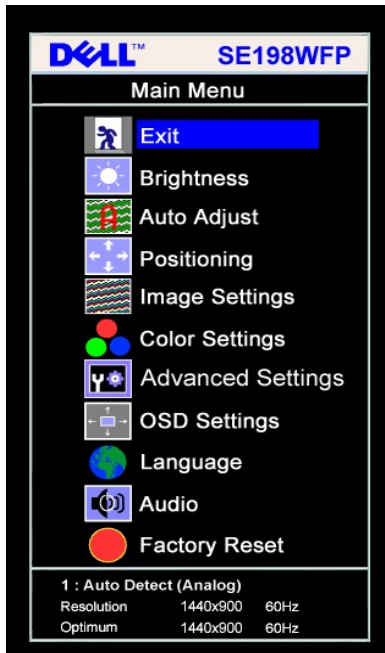 DELL™ SE198WFP
Main Menu
Exit
Brightness
Auto Adjust
Positioning
Image Settings
Color Settings
Advanced Settings
OSD Settings
Language
Audio
Factory Reset
1 : Auto Detect (Analog)
Resolution 1440x900 60Hz
Optimum 1440x900 60Hz